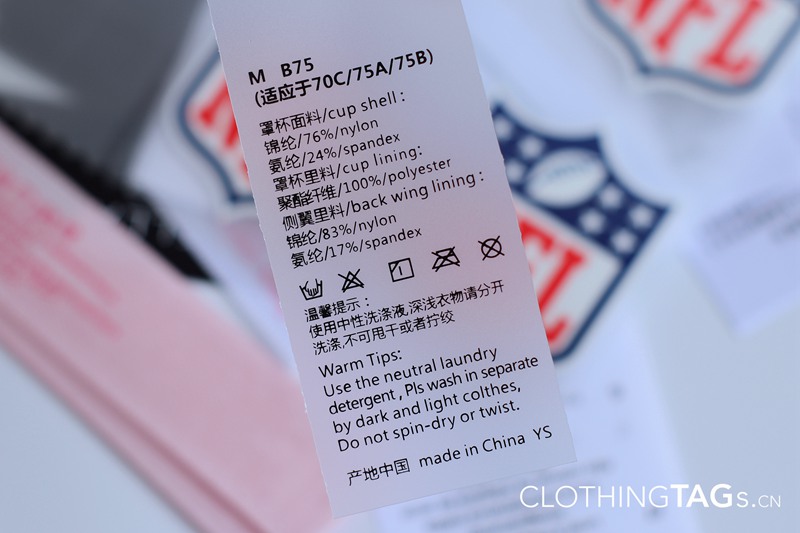 M B75
(适应于70C/75A/75B)
罩杯面料/cup shell:
锦纶/76%/nylon
氨纶/24%/spandex
罩杯里料/cup lining:
聚酯纤维/100%/polyester
侧翼里料/back wing lining:
锦纶/83%/nylon
氨纶/17%/spandex
温馨提示:
使用中性洗涤液,深浅衣物请分开
洗涤,不可甩干或者拧绞
Warm Tips:
Use the neutral laundry
detergent , Pls wash in separate
by dark and light colthes,
Do not spin-dry or twist.
产地中国 made in China YS
NFL
CLOTHINGTAGs.CN